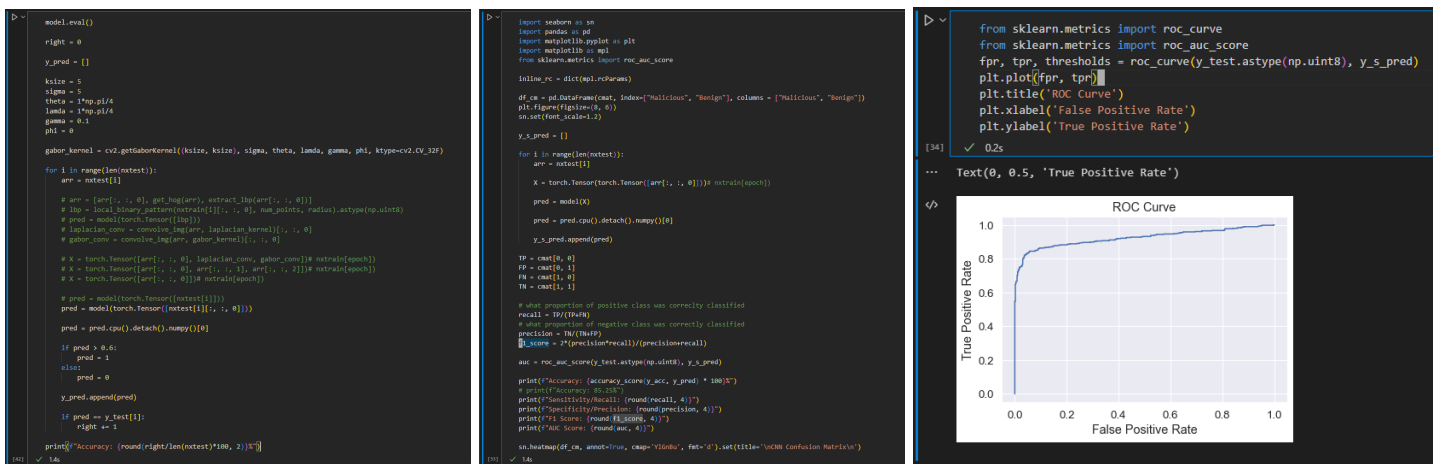 model.eval()
right = 0
y_pred = []
ksize = 5
sigma = 5
theta = 1*np.pi/4
lamda = 1*np.pi/4
gamma = 0.1
phi = 0
gabor_kernel = cv2.getGaborKernel((ksize, ksize), sigma, theta, lamda, gamma, phi, ktype=cv2.CV_32F)
for i in range(len(nxtest)):
arr = nxtest[i]
# arr = [arr[:, :, 0], get_hog(arr), extract_lbp(arr[:, :, 0])]
# lbp = local_binary_pattern(nxtrain[i][:, :, 0], num_points, radius).astype(np.uint8)
# pred = model(torch.Tensor([lbp]))
# laplacian_conv = convolve_img(arr, laplacian_kernel)[:, :, 0]
# gabor_conv = convolve_img(arr, gabor_kernel)[:, :, 0]
# X = torch.Tensor([arr[:, :, 0], laplacian_conv, gabor_conv])# nxtrain[epoch])
# X = torch.Tensor([arr[:, :, 0], arr[:, :, 1], arr[:, :, 2]])# nxtrain[epoch])
# X = torch.Tensor([arr[:, :, 0]])# nxtrain[epoch])
# pred = model(torch.Tensor([nxtest[i]]))
pred = model(torch.Tensor([nxtest[i][:, :, 0]]))
pred = pred.cpu().detach().numpy()[0]
if pred > 0.6:
pred = 1
else:
pred = 0
y_pred.append(pred)
if pred == y_test[i]:
right += 1
print(f"Accuracy: {round(right/len(nxtest)*100, 2)}%")
[42] 1.4s
import seaborn as sn
import pandas as pd
import matplotlib.pyplot as plt
import matplotlib as mpl
from sklearn.metrics import roc_auc_score
inline_rc = dict(mpl.rcParams)
df_cm = pd.DataFrame(cmat, index=["Malicious", "Benign"], columns = ["Malicious", "Benign"])
plt.figure(figsize=(8, 6))
sn.set(font_scale=1.2)
y_s_pred = []
for i in range(len(nxtest)):
arr = nxtest[i]
X = torch.Tensor(torch.Tensor([arr[:, :, 0]]))# nxtrain[epoch])
pred = model(X)
pred = pred.cpu().detach().numpy()[0]
y_s_pred.append(pred)
TP = cmat[0, 0]
FP = cmat[0, 1]
FN = cmat[1, 0]
TN = cmat[1, 1]
# what proportion of positive class was correclty classified
recall = TP/(TP+FN)
# what proportion of negative class was correctly classified
precision = TN/(TN+FP)
f1_score = 2*(precision*recall)/(precision+recall)
auc = roc_auc_score(y_test.astype(np.uint8), y_s_pred)
print(f"Accuracy: {accuracy_score(y_acc, y_pred) * 100}%")
# print(f"Accuracy: 85.25%")
print(f"Sensitivity/Recall: {round(recall, 4)}")
print(f"Specificity/Precision: {round(precision, 4)}")
print(f"F1 Score: {round(f1_score, 4)}")
print(f"AUC Score: {round(auc, 4)}")
sn.heatmap(df_cm, annot=True, cmap='YlGnBu', fmt='d').set(title='\nCNN Confusion Matrix\n')
1.4s
from sklearn.metrics import roc_curve
from sklearn.metrics import roc_auc_score
fpr, tpr, thresholds = roc_curve(y_test.astype(np.uint8), y_s_pred)
plt.plot(fpr, tpr)
plt.title('ROC Curve')
plt.xlabel('False Positive Rate')
plt.ylabel('True Positive Rate')
[34] 0.2s
Text(0, 0.5, 'True Positive Rate')
ROC Curve
1.0
0.8
0.6
0.4
0.2
0.0
True Positive Rate
0.0 0.2 0.4 0.6 0.8 1.0
False Positive Rate